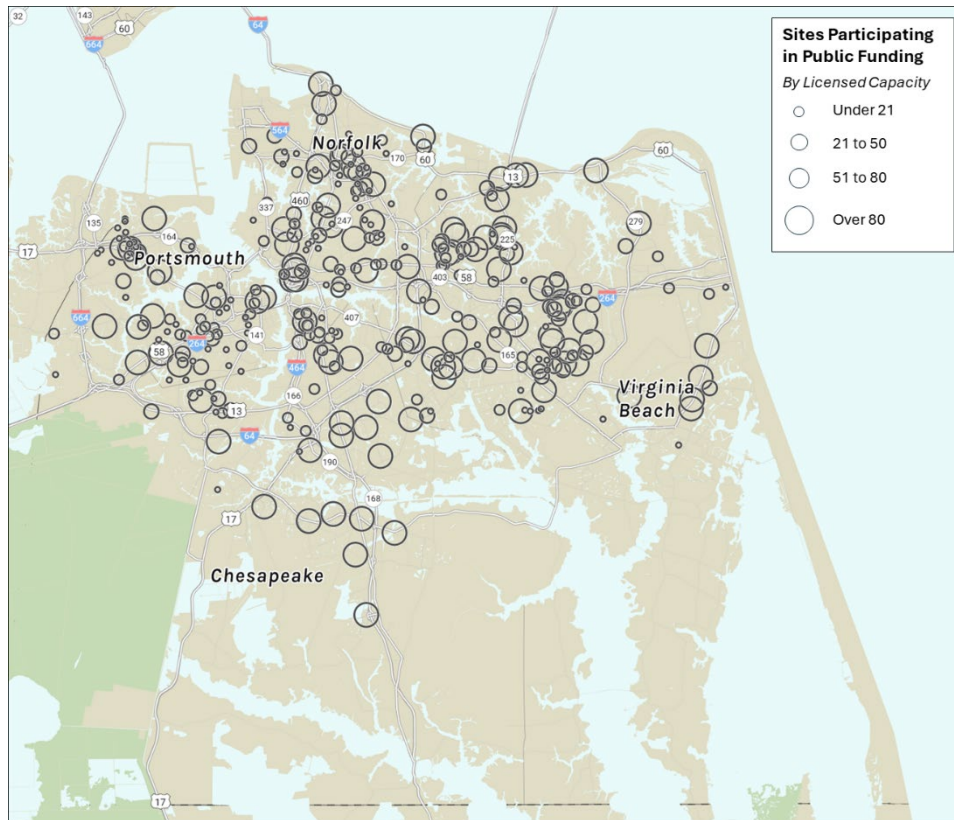 Sites Participating
in Public Funding
By Licensed Capacity
Under 21
21 to 50
51 to 80
Over 80
32
143
60
664
64
564
Norfolk
170
60
13
60
460
337
247
279
135
164
17
225
Portsmouth
403
58
264
664
407
141
264
58
165
464
166
Virginia
Beach
13
64
190
168
17
Chesapeake
17